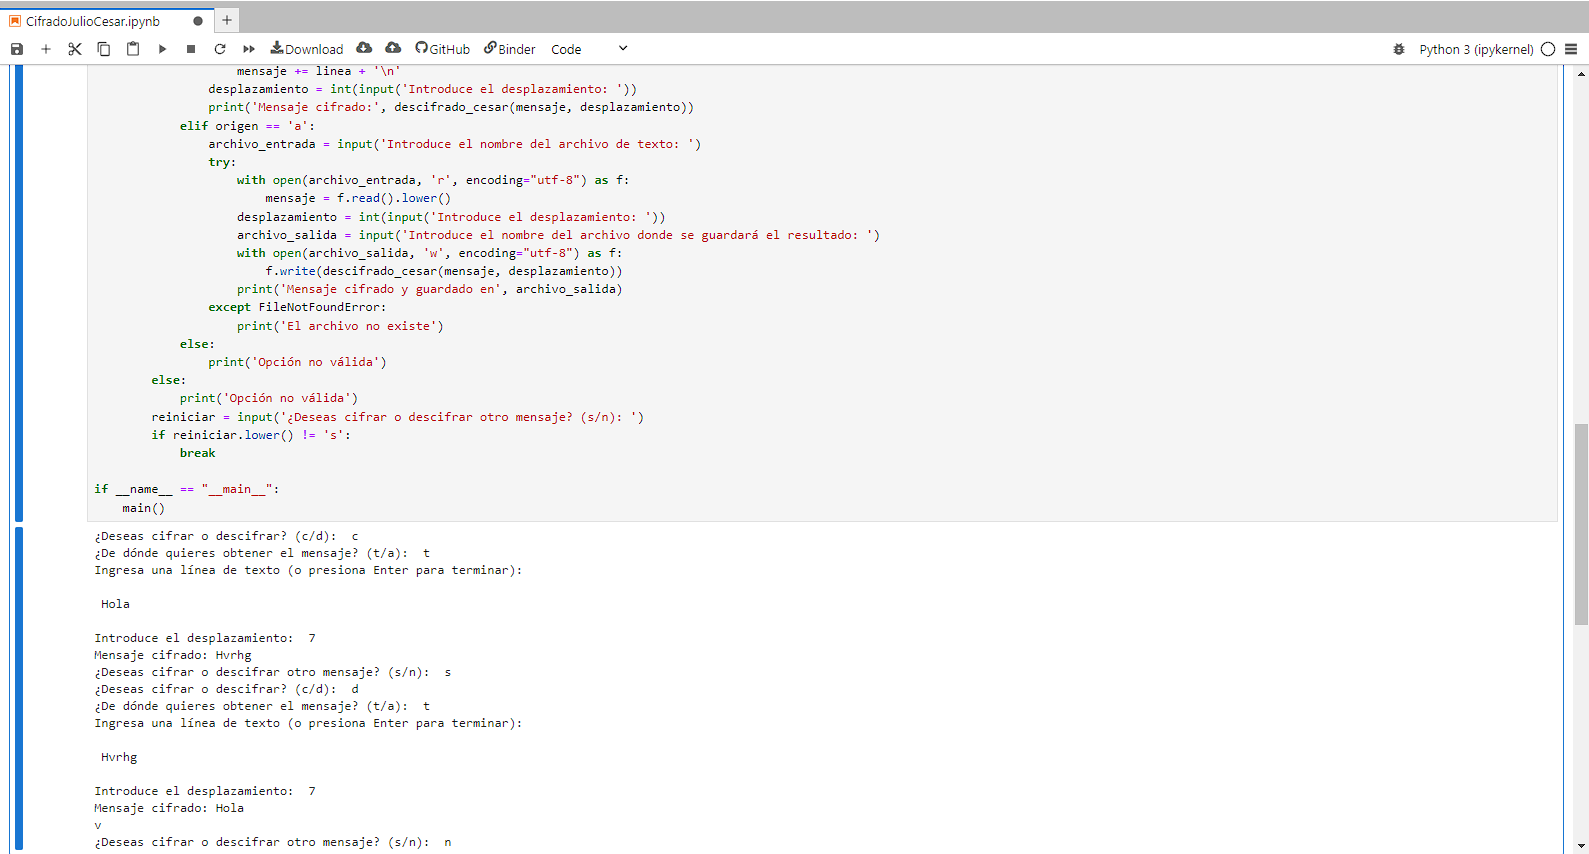 CifradoJulioCesar.ipynb
Download GitHub Binder Code Python 3 (ipykernel)
mensaje += linea + '\n'
desplazamiento = int(input('Introduce el desplazamiento: '))
print('Mensaje cifrado:', descifrado_cesar(mensaje, desplazamiento))
elif origen == 'a':
archivo_entrada = input('Introduce el nombre del archivo de texto: ')
try:
with open(archivo_entrada, 'r', encoding="utf-8") as f:
mensaje = f.read().lower()
desplazamiento = int(input('Introduce el desplazamiento: '))
archivo_salida = input('Introduce el nombre del archivo donde se guardará el resultado: ')
with open(archivo_salida, 'w', encoding="utf-8") as f:
f.write(descifrado_cesar(mensaje, desplazamiento))
print('Mensaje cifrado y guardado en', archivo_salida)
except FileNotFoundError:
print('El archivo no existe')
else:
print('Opción no válida')
else:
print('Opción no válida')
reiniciar = input('¿Deseas cifrar o descifrar otro mensaje? (s/n): ')
if reiniciar.lower() != 's':
break
if __name__ == "__main__":
main()
¿Deseas cifrar o descifrar? (c/d):  c
¿De dónde quieres obtener el mensaje? (t/a):  t
Ingresa una línea de texto (o presiona Enter para terminar):
Hola
Introduce el desplazamiento:  7
Mensaje cifrado: Hvrhg
¿Deseas cifrar o descifrar otro mensaje? (s/n):  s
¿Deseas cifrar o descifrar? (c/d):  d
¿De dónde quieres obtener el mensaje? (t/a):  t
Ingresa una línea de texto (o presiona Enter para terminar):
Hvrhg
Introduce el desplazamiento:  7
Mensaje cifrado: Hola
v
¿Deseas cifrar o descifrar otro mensaje? (s/n):  n